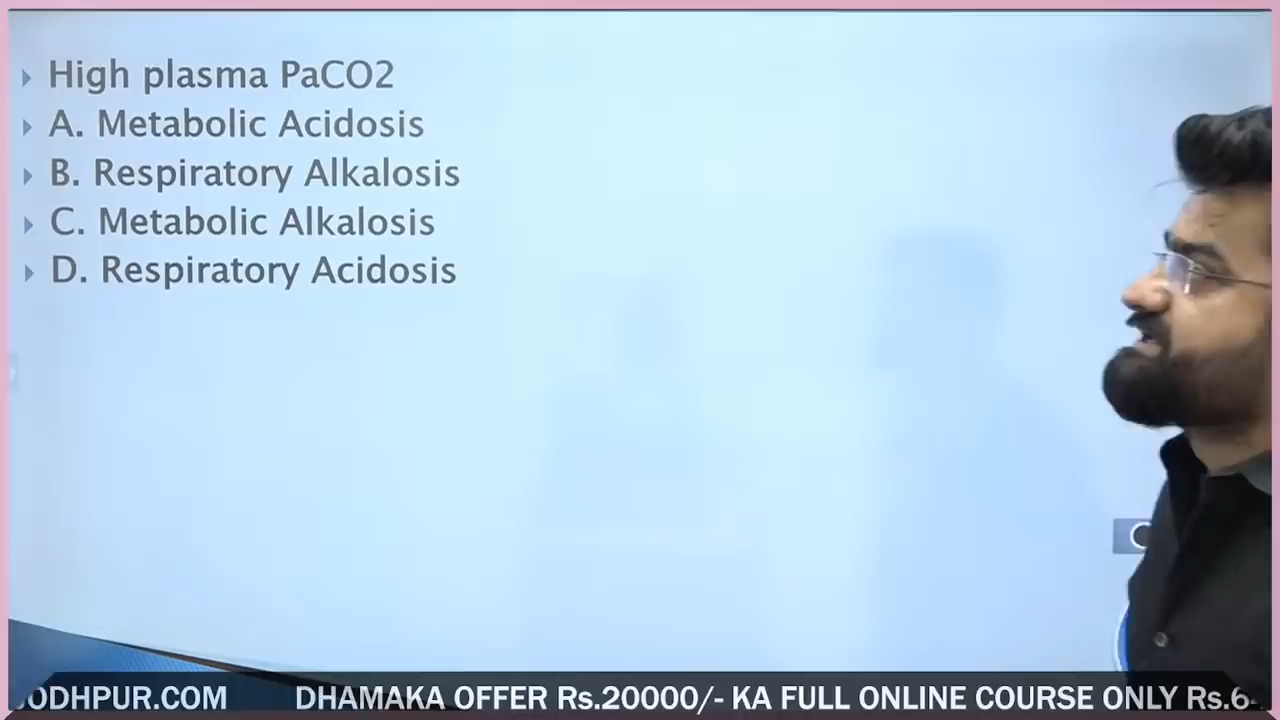 High plasma PaCO2
A. Metabolic Acidosis
B. Respiratory Alkalosis
C. Metabolic Alkalosis
D. Respiratory Acidosis
ODHPUR.COM DHAMAKA OFFER Rs.20000/- KA FULL ONLINE COURSE ONLY Rs.6